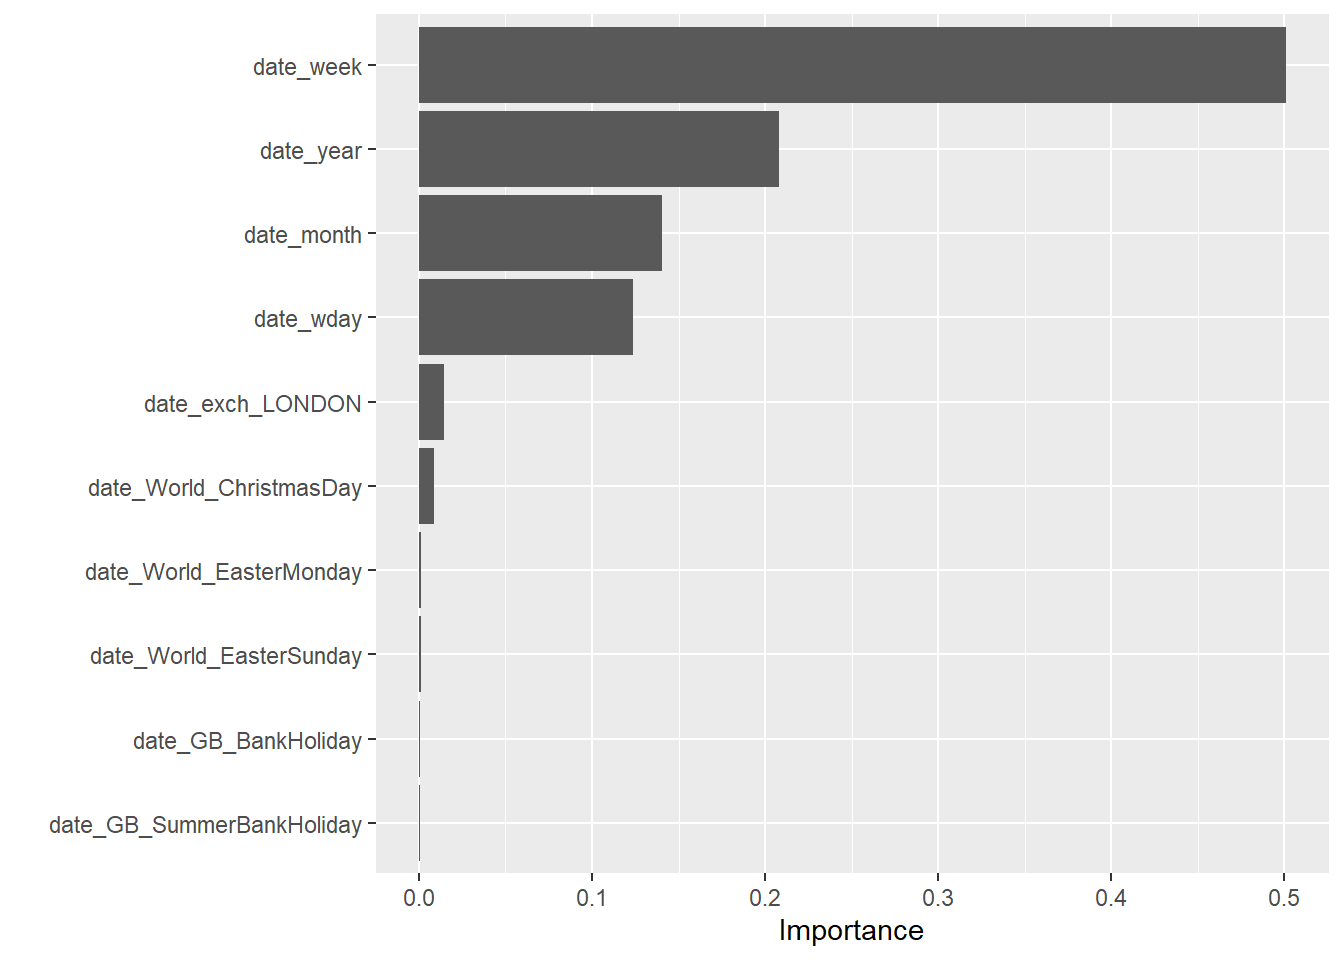 date_week
date_year
date_month
date_wday
date_exch_LONDON
date_World_ChristmasDay
date_World_EasterMonday
date_World_EasterSunday
date_GB_BankHoliday
date_GB_SummerBankHoliday
0.0 0.1 0.2 0.3 0.4 0.5
Importance